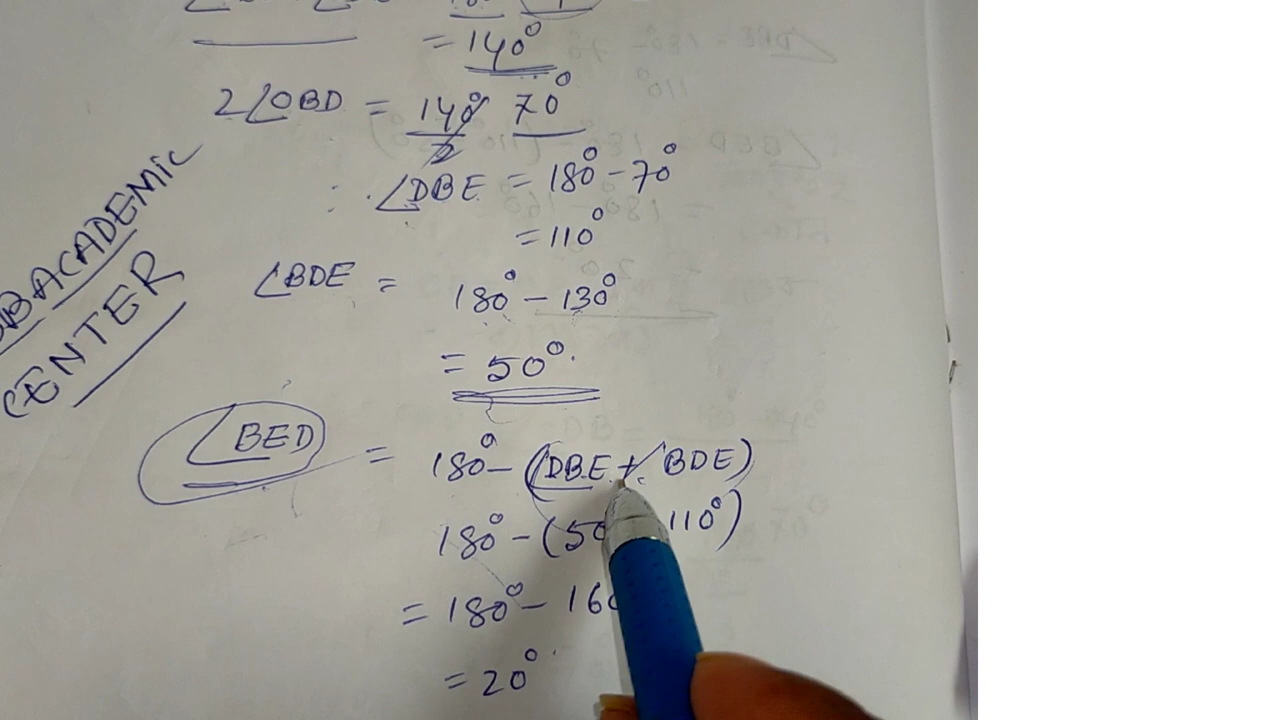 = 140°
2∠OBD = 140°/2 70°
∴ ∠DBE = 180° - 70°
= 110°
∠BDE = 180° - 130°
= 50°.
∠BED = 180° - (DBE + ∠BDE)
180° - (50° 110°)
= 180° - 160
= 20°
ACADEMIC
CENTER